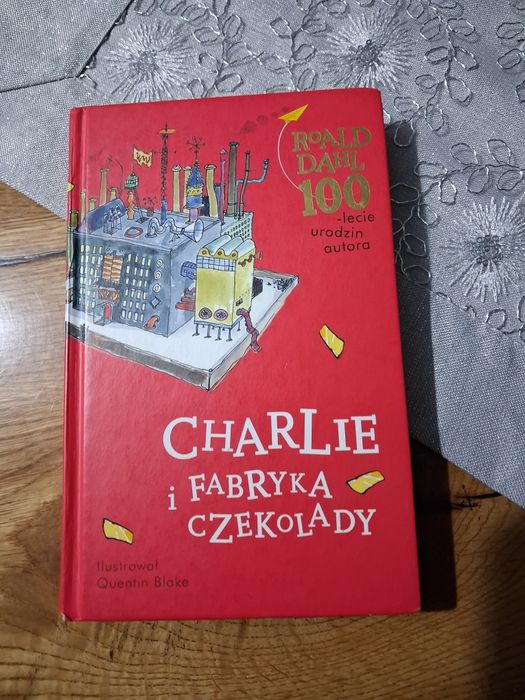 ROALD
DAHL
100
-lecie
urodzin
autora
CHARLIE
i FABRYKA
CZEKOLADY
Ilustrował
Quentin Blake